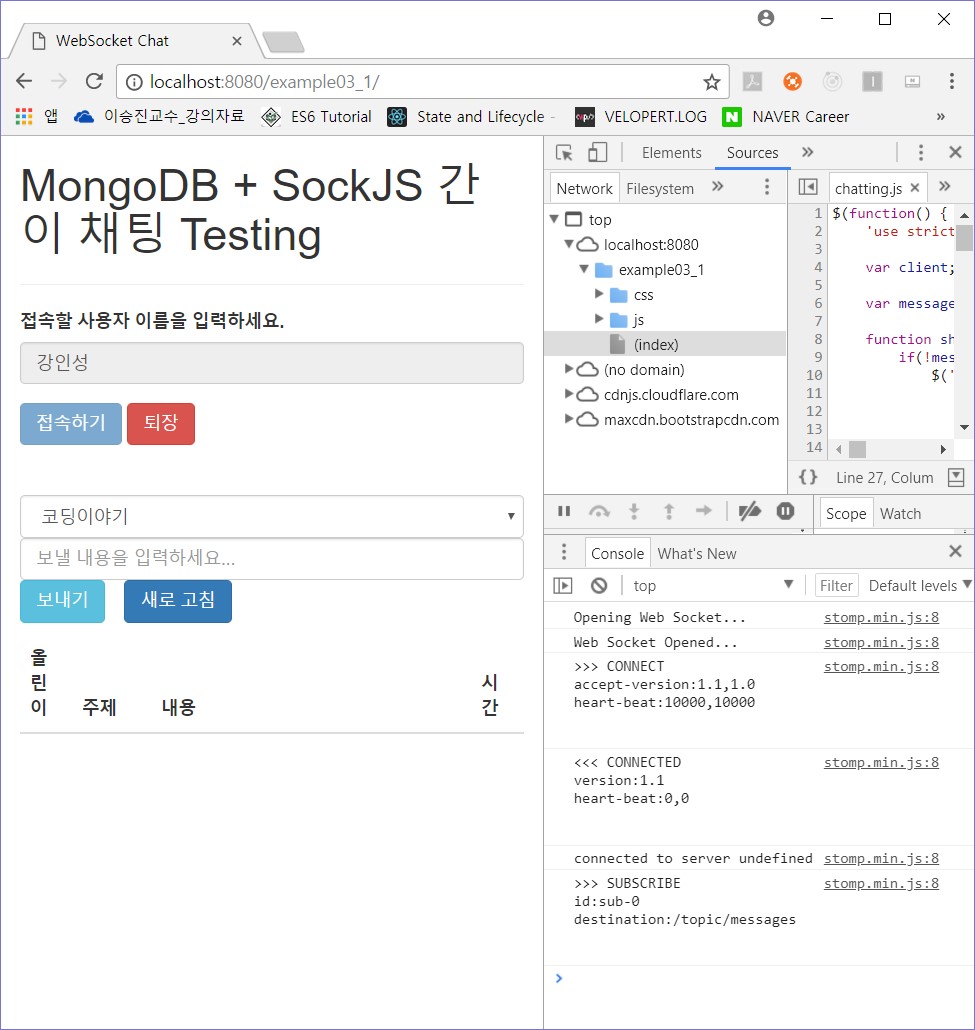 WebSocket Chat
localhost:8080/example03_1/
앱 이승진교수_강의자료 ES6 Tutorial State and Lifecycle - VELOPERT.LOG NAVER Career »
MongoDB + SockJS 간
이 채팅 Testing
접속할 사용자 이름을 입력하세요.
강인성
접속하기 퇴장
코딩이야기
보낼 내용을 입력하세요...
보내기 새로 고침
올
린
이 주제 내용 시
간
Elements Sources »
Network Filesystem »
top
localhost:8080
example03_1
css
js
(index)
(no domain)
cdnjs.cloudflare.com
maxcdn.bootstrapcdn.com
chatting.js »
1 $(function() {
2 'use strict
3
4 var client;
5
6 var message
7
8 function sh
9 if(!mes
10 $('
11
12
13
14
{} Line 27, Colum
Scope Watch
Console What's New
top Filter Default levels
Opening Web Socket... stomp.min.js:8
Web Socket Opened... stomp.min.js:8
>>> CONNECT stomp.min.js:8
accept-version:1.1,1.0
heart-beat:10000,10000
<<< CONNECTED stomp.min.js:8
version:1.1
heart-beat:0,0
connected to server undefined stomp.min.js:8
>>> SUBSCRIBE stomp.min.js:8
id:sub-0
destination:/topic/messages